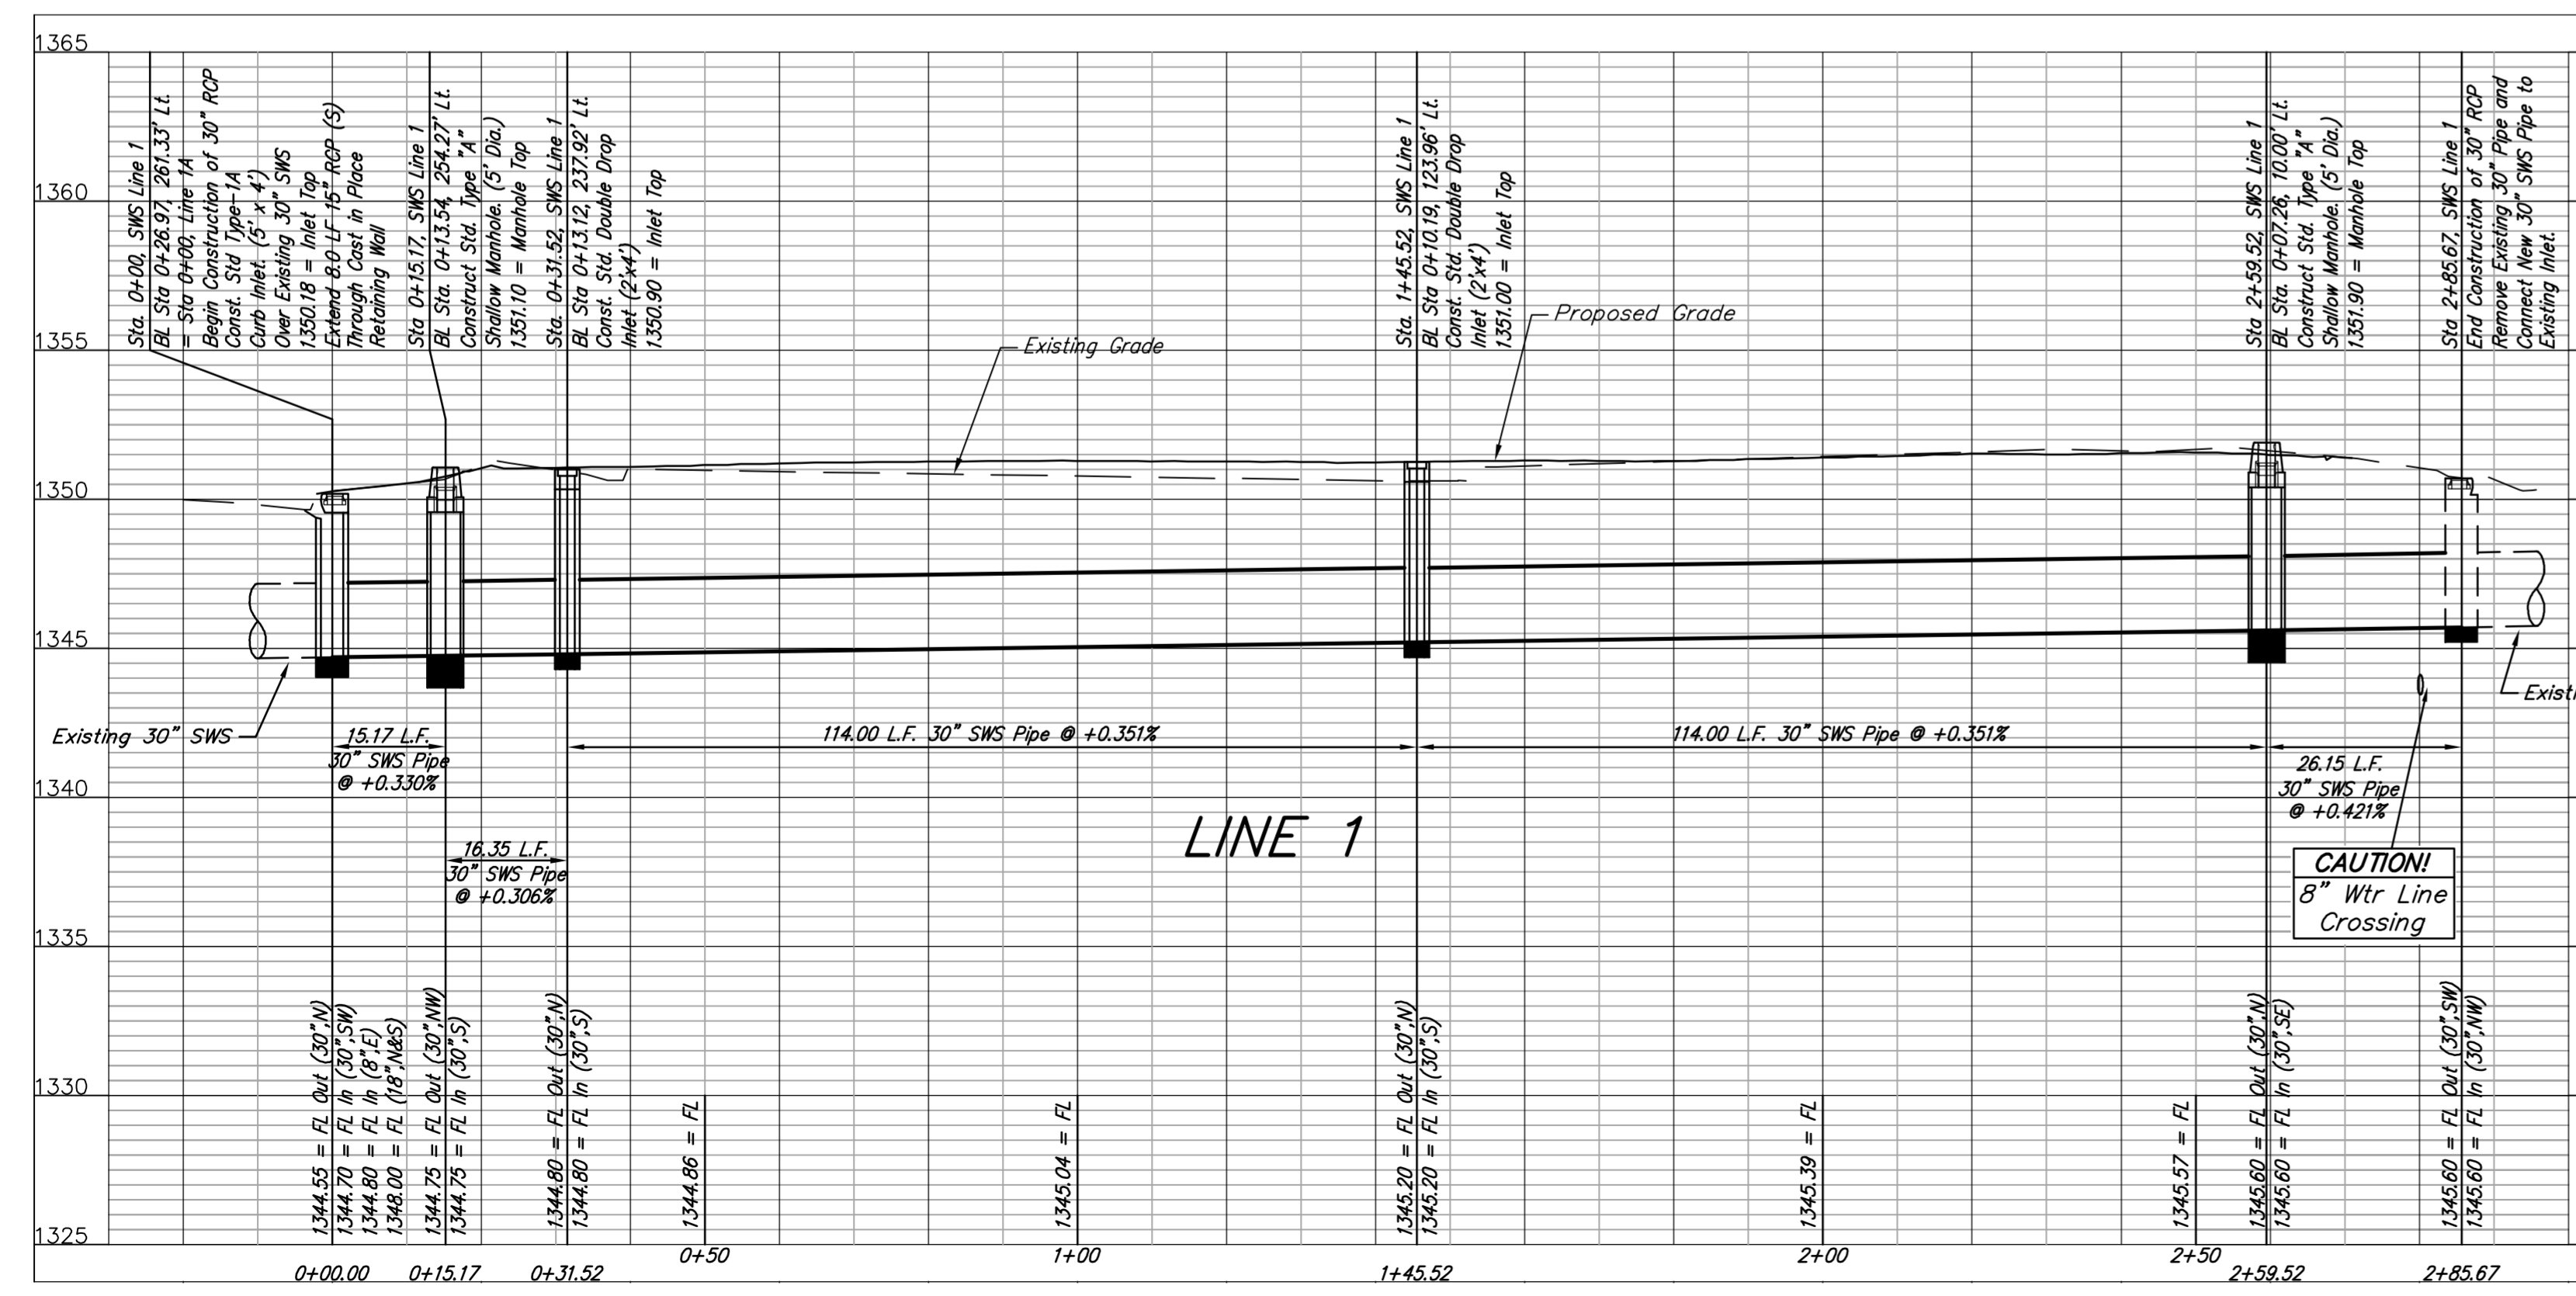 1365
1360
1355
1350
1345
1340
1335
1330
1325
Sta. 0+00, SWS Line 1
BL Sta 0+26.97, 261.33' Lt.
= Sta 0+00, Line 1A
Begin Construction of 30" RCP
Const. Std Type-1A
Curb Inlet. (5' x 4')
Over Existing 30" SWS
1350.18 = Inlet Top
Extend 8.0 LF 15" RCP (S)
Through Cast in Place
Retaining Wall
Sta 0+15.17, SWS Line 1
BL Sta. 0+13.54, 254.27' Lt.
Construct Std. Type "A"
Shallow Manhole. (5' Dia.)
1351.10 = Manhole Top
Sta. 0+31.52, SWS Line 1
BL Sta 0+13.12, 237.92' Lt.
Const. Std. Double Drop
Inlet (2'x4')
1350.90 = Inlet Top
Sta. 1+45.52, SWS Line 1
BL Sta 0+10.19, 123.96' Lt.
Const. Std. Double Drop
Inlet (2'x4')
1351.00 = Inlet Top
Sta 2+59.52, SWS Line 1
BL Sta. 0+07.26, 10.00' Lt.
Construct Std. Type "A"
Shallow Manhole. (5' Dia.)
1351.90 = Manhole Top
Sta 2+85.67, SWS Line 1
End Construction of 30" RCP
Remove Existing 30" Pipe and
Connect New 30" SWS Pipe to
Existing Inlet.
Existing Grade
Proposed Grade
Existing 30" SWS
15.17 L.F.
30" SWS Pipe
@ +0.330%
16.35 L.F.
30" SWS Pipe
@ +0.306%
114.00 L.F. 30" SWS Pipe @ +0.351%
114.00 L.F. 30" SWS Pipe @ +0.351%
26.15 L.F.
30" SWS Pipe
@ +0.421%
Existi
LINE 1
CAUTION!
8" Wtr Line
Crossing
1344.55 = FL Out (30",N)
1344.70 = FL In (30",SW)
1344.80 = FL In (8",E)
1348.00 = FL (18",N&S)
1344.75 = FL Out (30",NW)
1344.75 = FL In (30",S)
1344.80 = FL Out (30",N)
1344.80 = FL In (30",S)
1344.86 = FL
1345.04 = FL
1345.20 = FL Out (30",N)
1345.20 = FL In (30",S)
1345.39 = FL
1345.57 = FL
1345.60 = FL Out (30",N)
1345.60 = FL In (30",SE)
1345.60 = FL Out (30",SW)
1345.60 = FL In (30",NW)
0+50
1+00
2+00
2+50
0+00.00
0+15.17
0+31.52
1+45.52
2+59.52
2+85.67